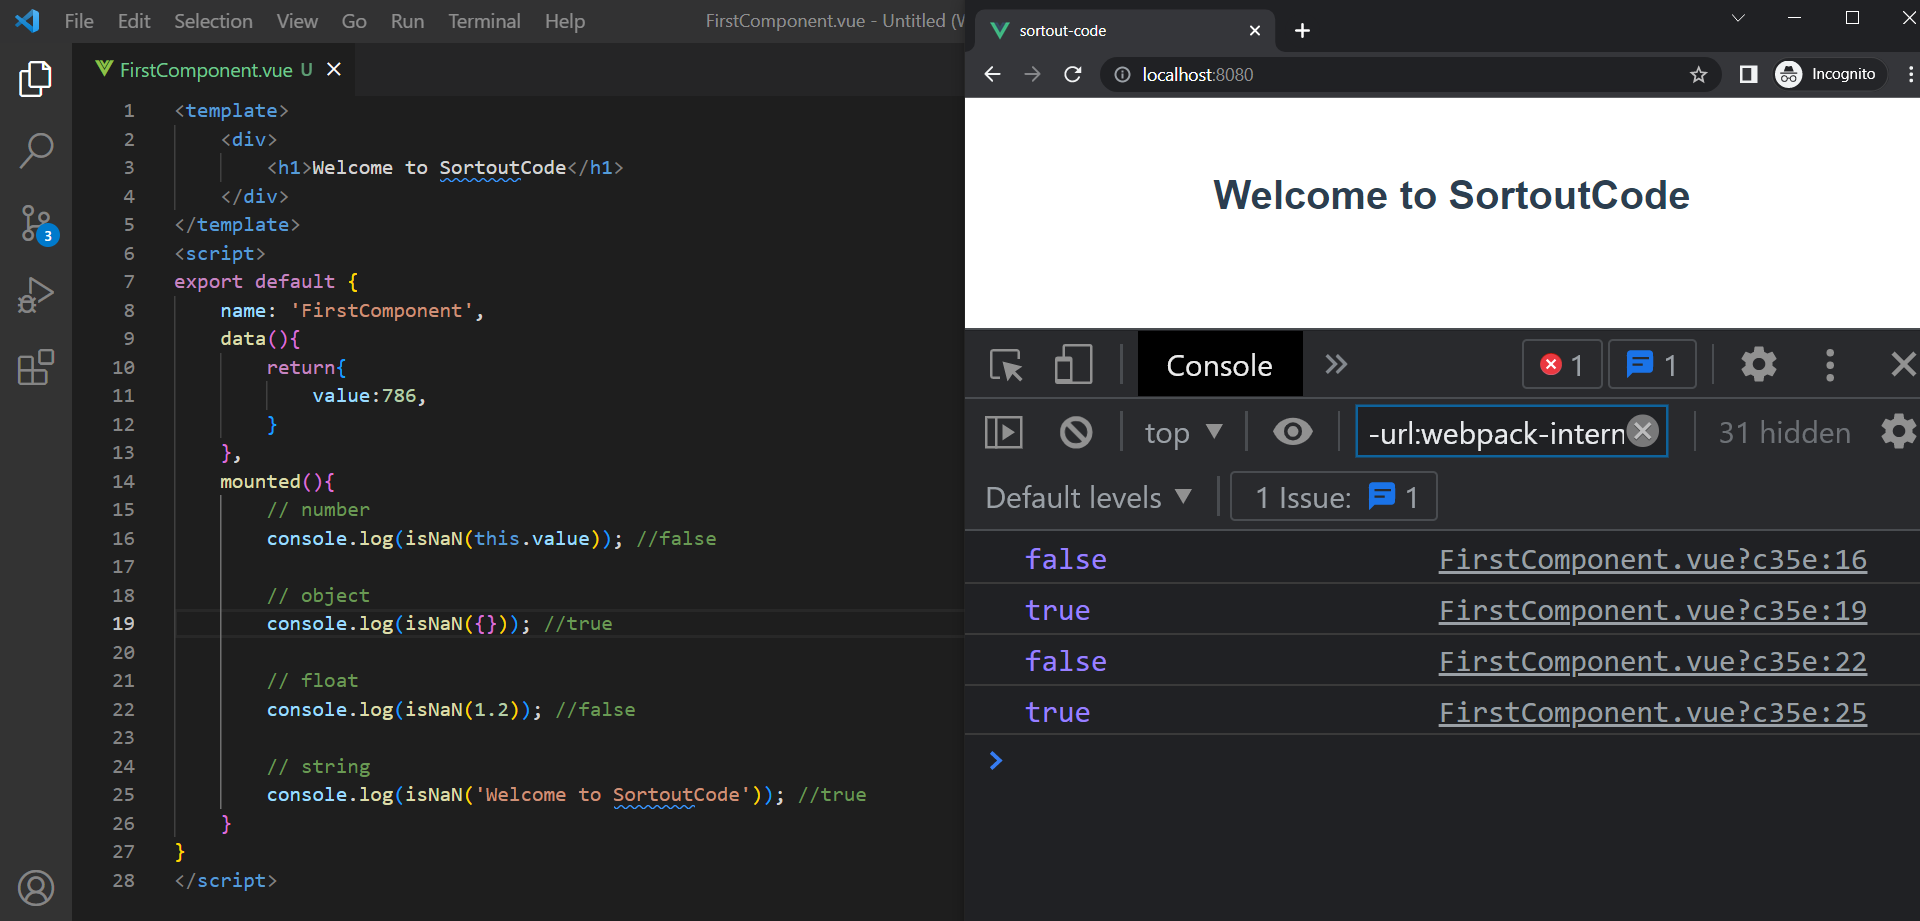 File Edit Selection View Go Run Terminal Help FirstComponent.vue - Untitled (
FirstComponent.vue U
3
1 <template>
2 <div>
3 <h1>Welcome to SortoutCode</h1>
4 </div>
5 </template>
6 <script>
7 export default {
8 name: 'FirstComponent',
9 data(){
10 return{
11 value:786,
12 }
13 },
14 mounted(){
15 // number
16 console.log(isNaN(this.value)); //false
17
18 // object
19 console.log(isNaN({})); //true
20
21 // float
22 console.log(isNaN(1.2)); //false
23
24 // string
25 console.log(isNaN('Welcome to SortoutCode')); //true
26 }
27 }
28 </script>
sortout-code
localhost:8080 Incognito
Welcome to SortoutCode
Console 1 1
top -url:webpack-intern 31 hidden
Default levels 1 Issue: 1
false FirstComponent.vue?c35e:16
true FirstComponent.vue?c35e:19
false FirstComponent.vue?c35e:22
true FirstComponent.vue?c35e:25